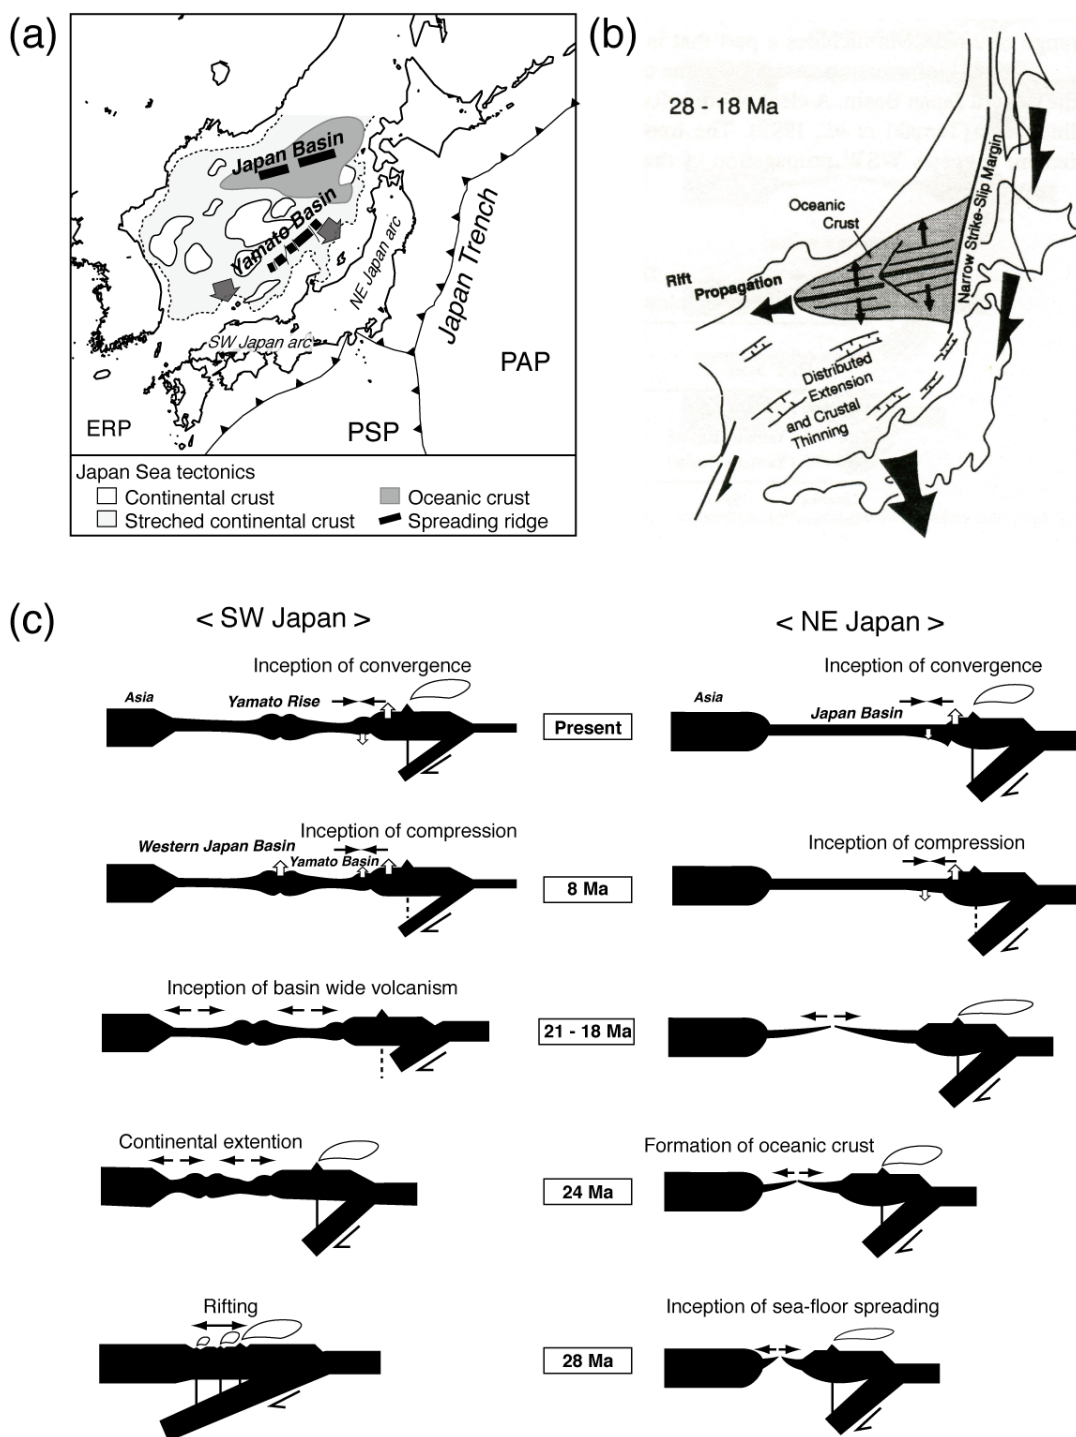 (a)
Japan Basin
Yamato Basin
NE Japan arc
SW Japan arc
Japan Trench
PAP
PSP
ERP
Japan Sea tectonics
Continental crust
Oceanic crust
Streched continental crust
Spreading ridge
(b)
28 - 18 Ma
Oceanic
Crust
Narrow Strike-Slip Margin
Rift
Propagation
Distributed
Extension
and Crustal
Thinning
(c)
< SW Japan >
< NE Japan >
Inception of convergence
Inception of convergence
Asia
Yamato Rise
Asia
Japan Basin
Present
Inception of compression
Inception of compression
Western Japan Basin
Yamato Basin
8 Ma
Inception of basin wide volcanism
21 - 18 Ma
Continental extention
Formation of oceanic crust
24 Ma
Rifting
Inception of sea-floor spreading
28 Ma